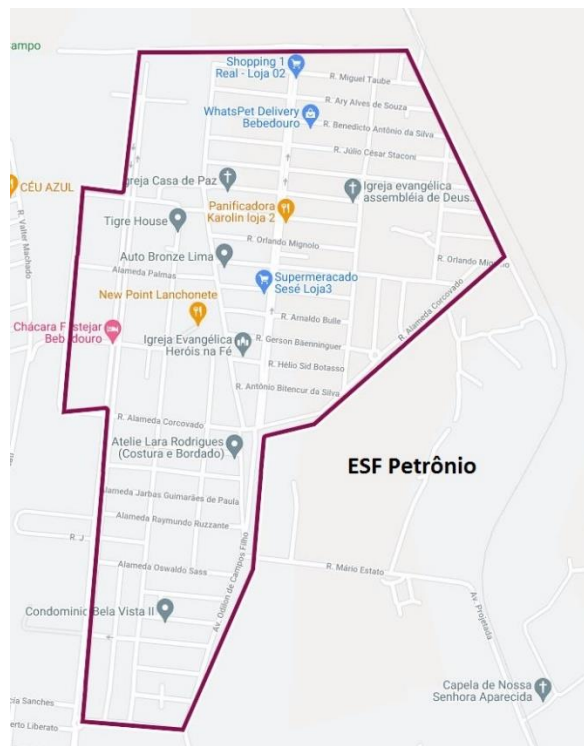 ampo
Shopping 1
Real - Loja 02
R. Miguel Taube
R. Ary Alves de Souza
WhatsPet Delivery
Bebedouro
R. Benedicto Antônio da Silva
R. Júlio César Staconi
CÉU AZUL
greja Casa de Paz
Igreja evangélica
assembléia de Deus...
R. Valter Machado
Panificadora
Karolin loja 2
Tigre House
R. Orlando Mignolo
R. Orlando Mignolo
Auto Bronze Lima
Alameda Palmas
Supermeracado
Sesé Loja3
New Point Lanchonete
R. Arnaldo Bulle
R. Alameda Corcovado
Chácara Festejar
Bebedouro
Igreja Evangélica
Heróis na Fé
R. Gerson Baenninguer
R. Hélio Sid Botasso
R. Antônio Bitencur da Silva
R. Alameda Corcovado
Atelie Lara Rodrigues
(Costura e Bordado)
ESF Petrônio
Alameda Jarbas Guimarães de Paula
Alameda Raymundo Ruzzante
R. J
Alameda Oswaldo Sass
R. Mário Estato
Av. Odilon de Campos Filho
Condominio Bela Vista II
Av. Projetada
Capela de Nossa
Senhora Aparecida
cia Sanches
erto Liberato